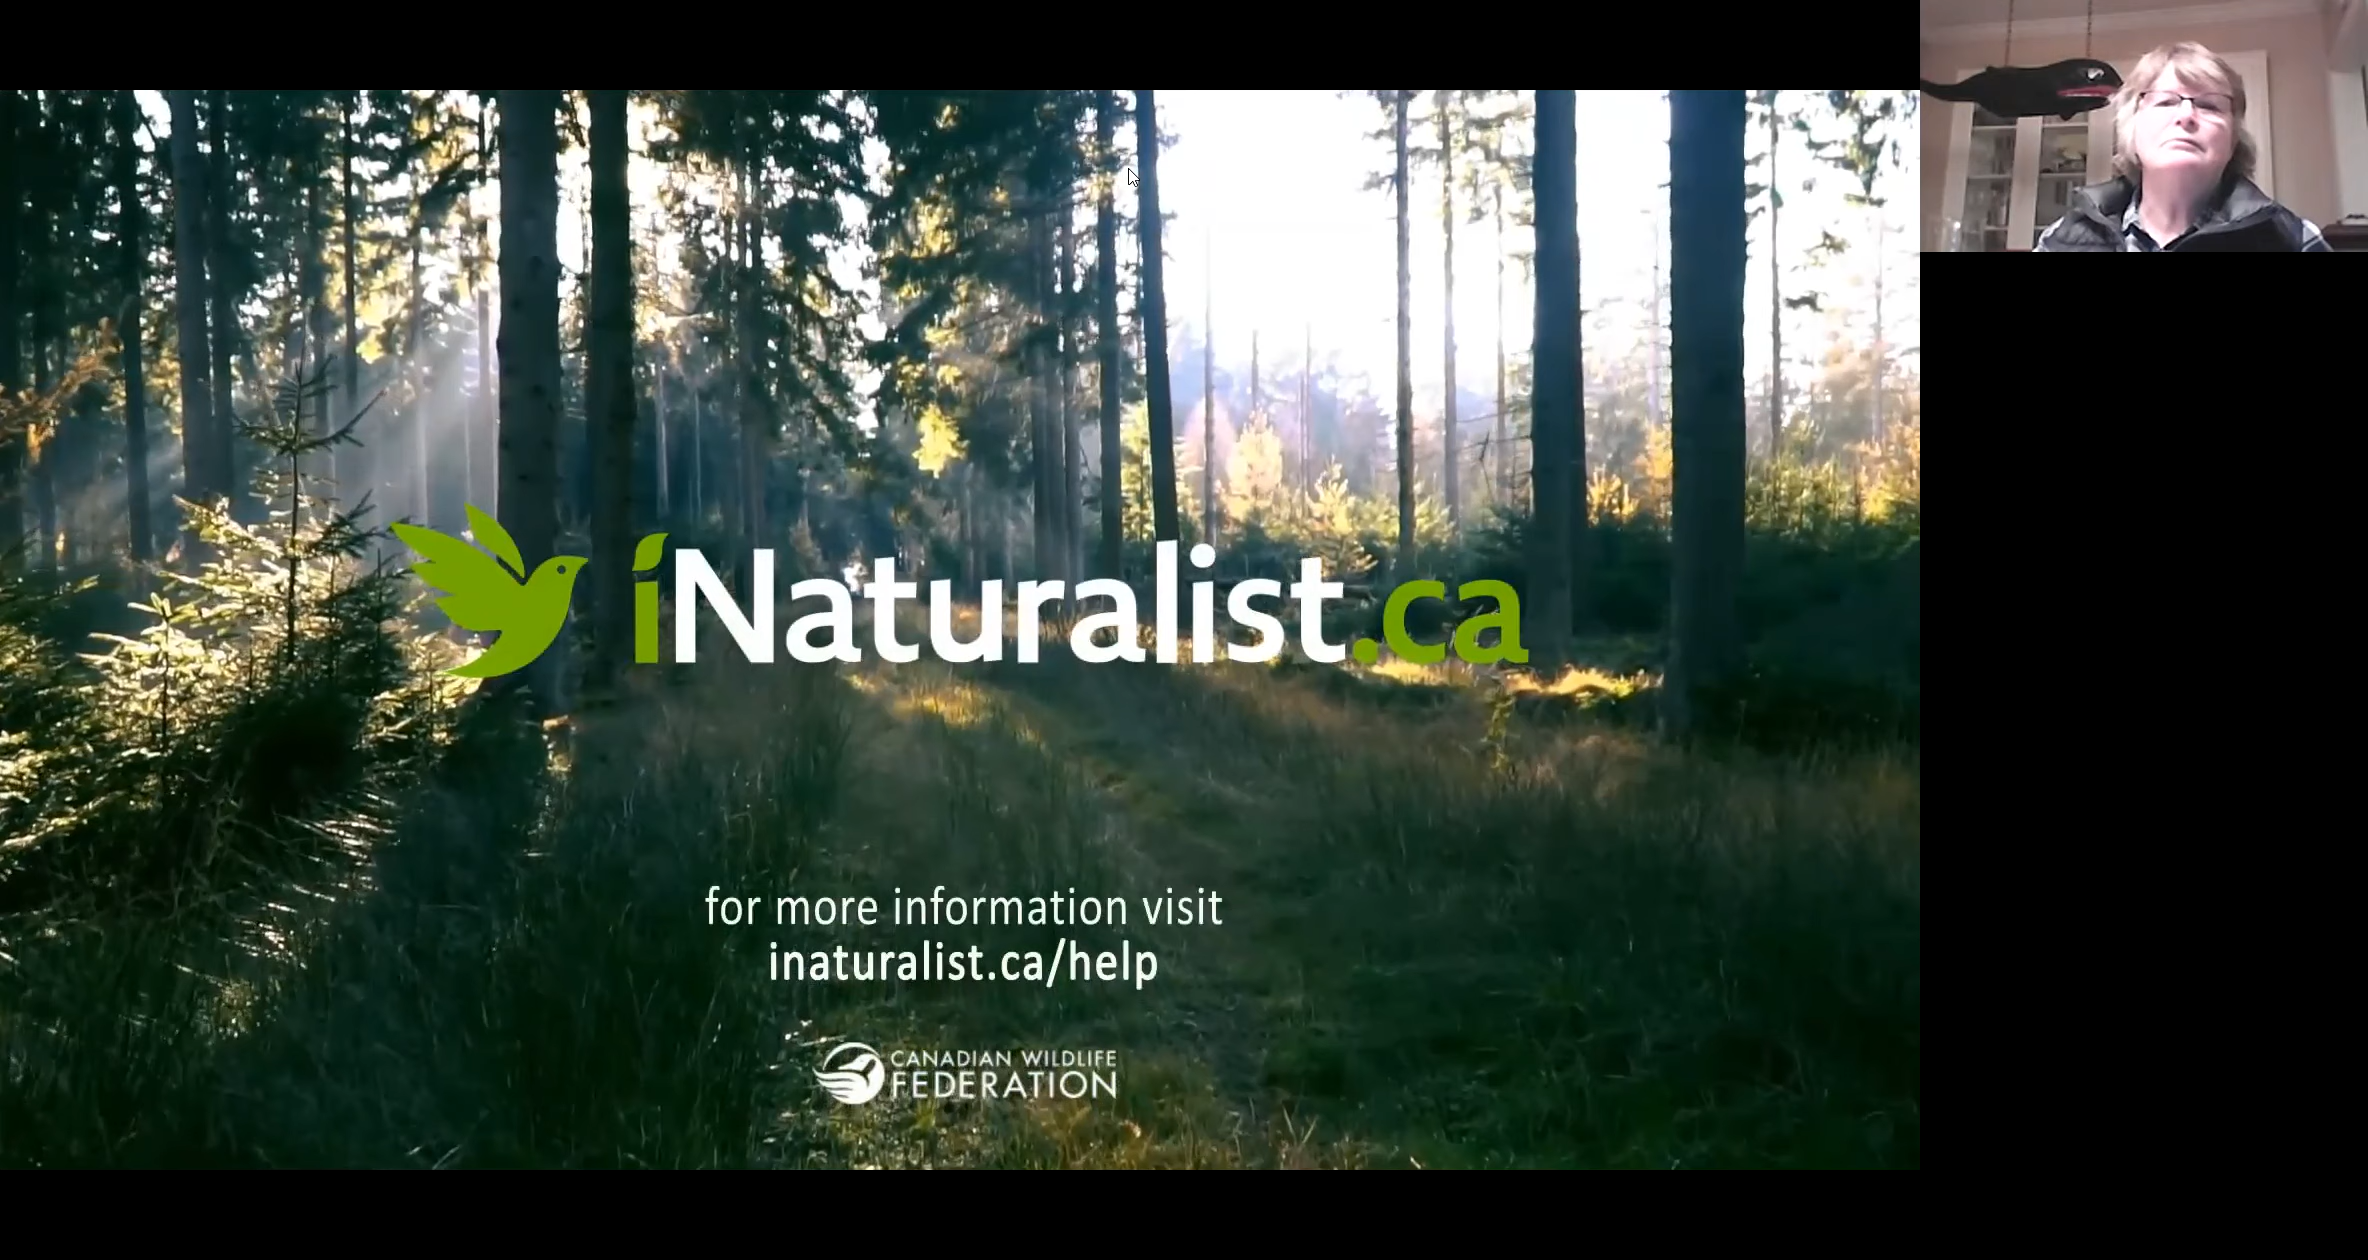 iNaturalist.ca
for more information visit
inaturalist.ca/help
CANADIAN WILDLIFE
FEDERATION